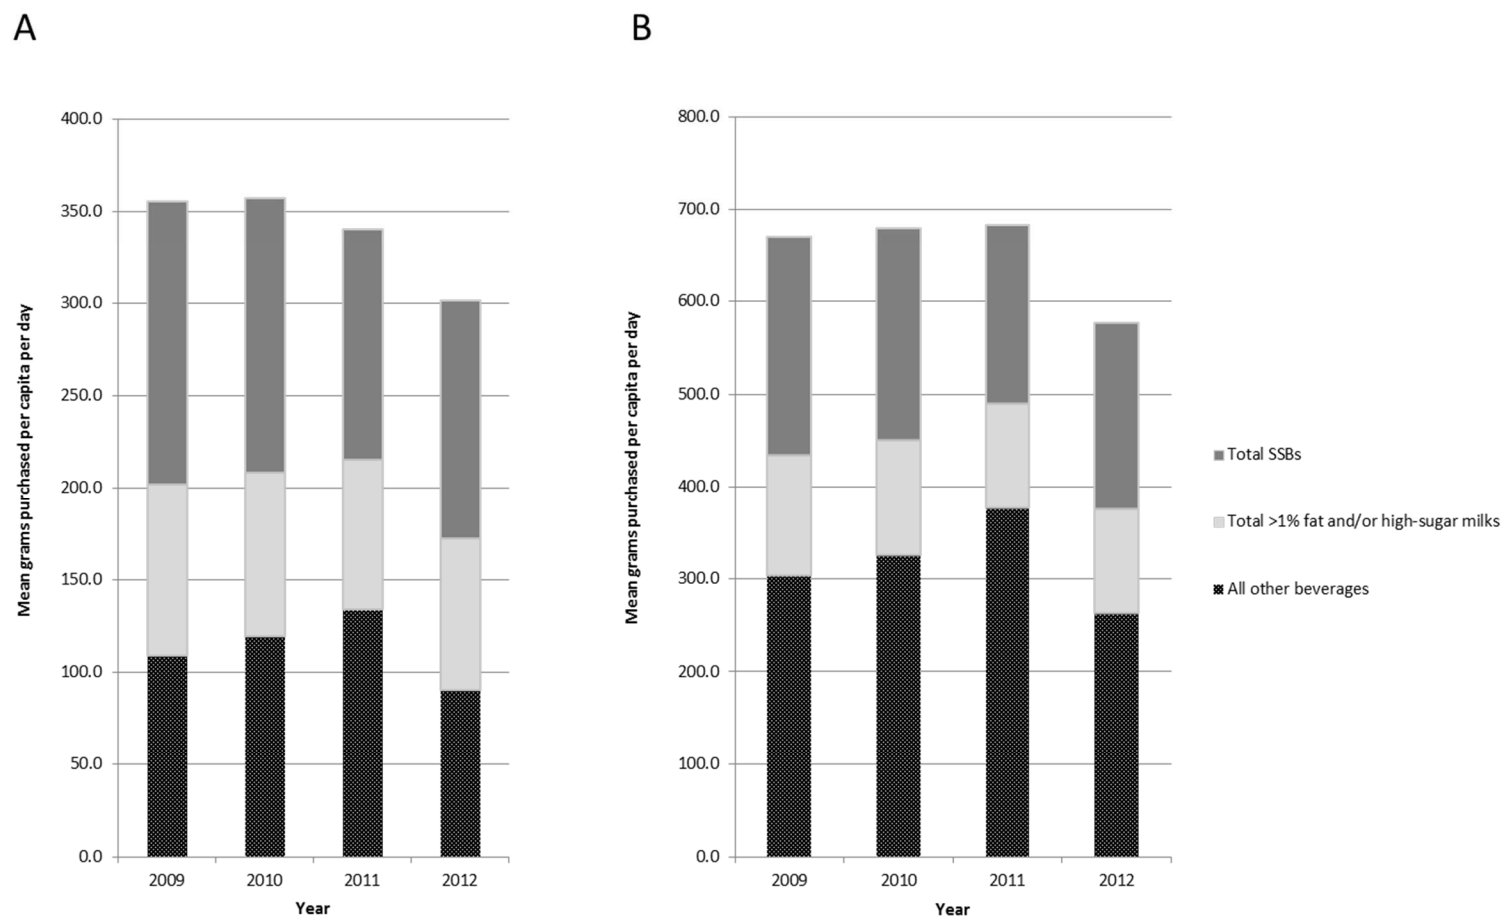 A
400.0
350.0
300.0
250.0
200.0
150.0
100.0
50.0
0.0
Mean grams purchased per capita per day
2009 2010 2011 2012
Year
B
800.0
700.0
600.0
500.0
400.0
300.0
200.0
100.0
0.0
Mean grams purchased per capita per day
2009 2010 2011 2012
Year
Total SSBs
Total >1% fat and/or high-sugar milks
All other beverages